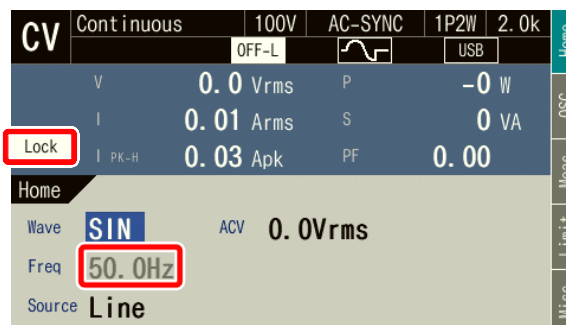 CV Continuous 100V AC-SYNC 1P2W 2.0k
OFF-L USB
V 0.0 Vrms P -0 W
I 0.01 Arms S 0 VA
Lock
I PK-H 0.03 Apk PF 0.00
Home
Wave SIN ACV 0.0Vrms
Freq 50.0Hz
Source Line
Home
OSC
Meas
Limit
Misc